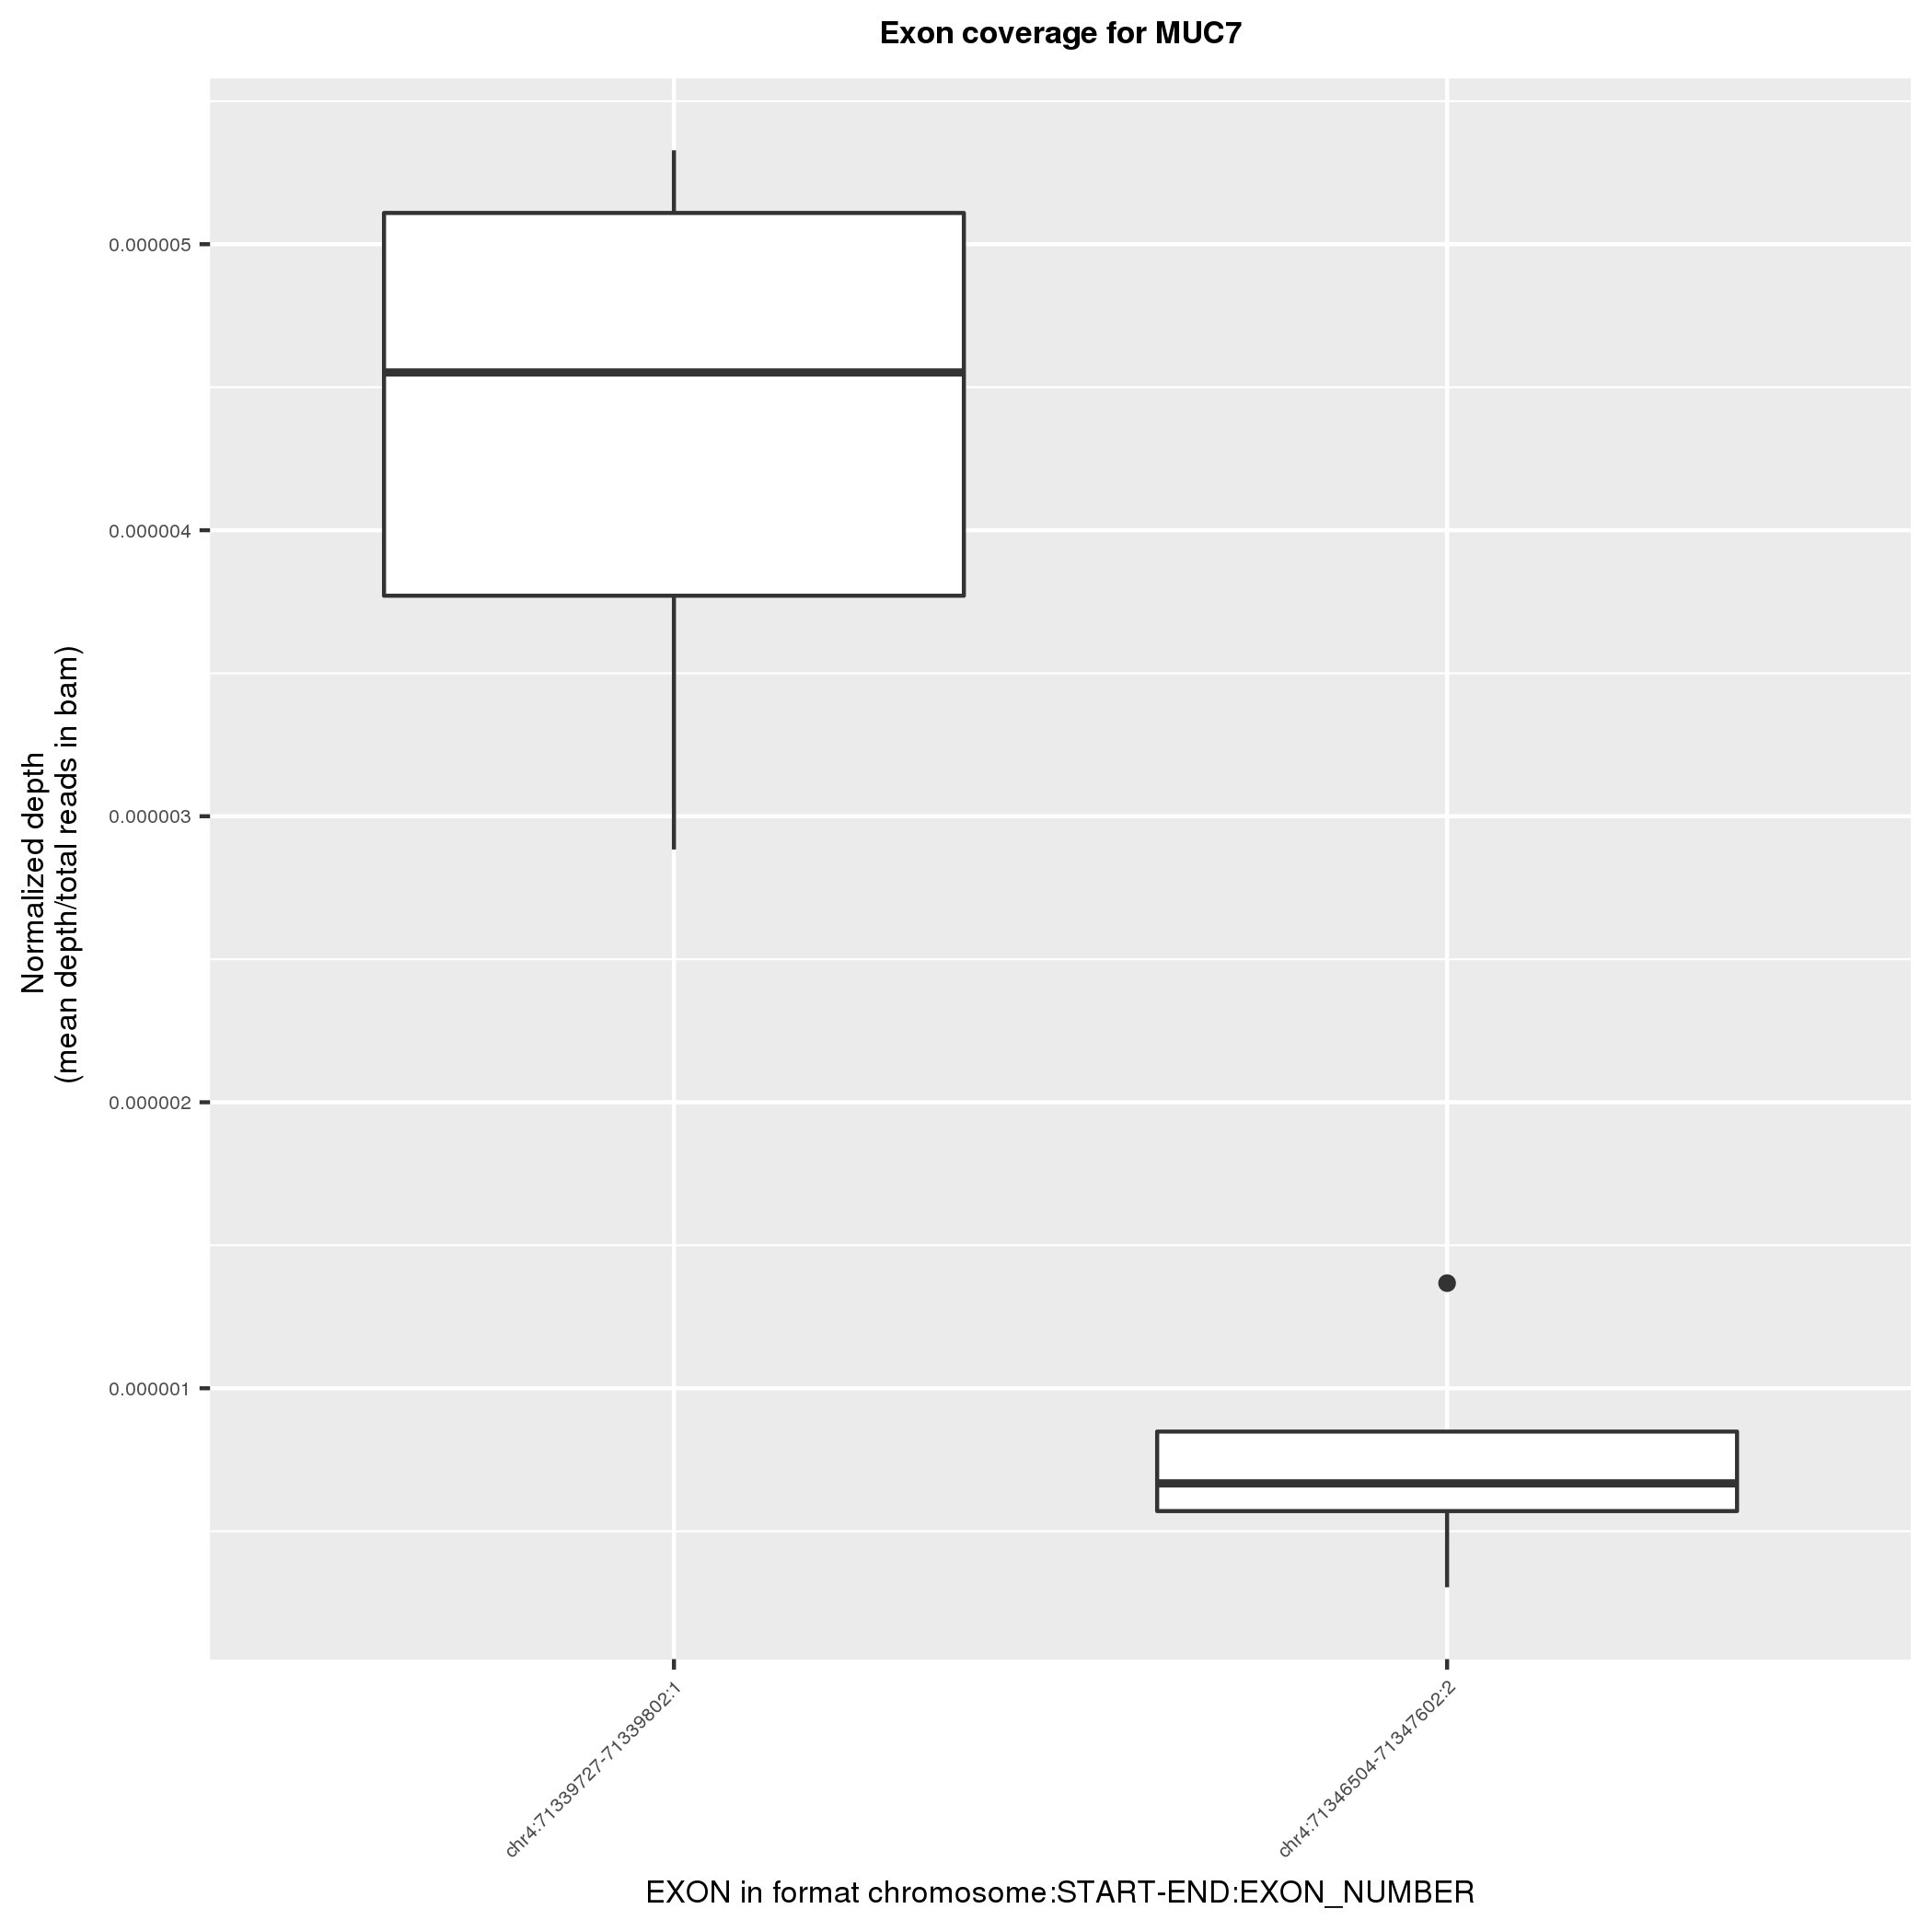 Exon coverage for MUC7
Normalized depth
(mean depth/total reads in bam)
0.000005
0.000004
0.000003
0.000002
0.000001
chr4:71339727-71339802:1
chr4:71346504-71347602:2
EXON in format chromosome:START-END:EXON_NUMBER